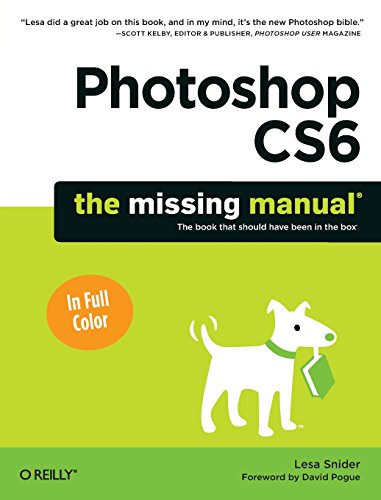 "Lesa did a great job on this book, and in my mind, it's the new Photoshop bible."
—SCOTT KELBY, EDITOR & PUBLISHER, PHOTOSHOP USER MAGAZINE
Photoshop
CS6
the missing manual®
The book that should have been in the box®
In Full
Color
Lesa Snider
Foreword by David Pogue
O'REILLY®